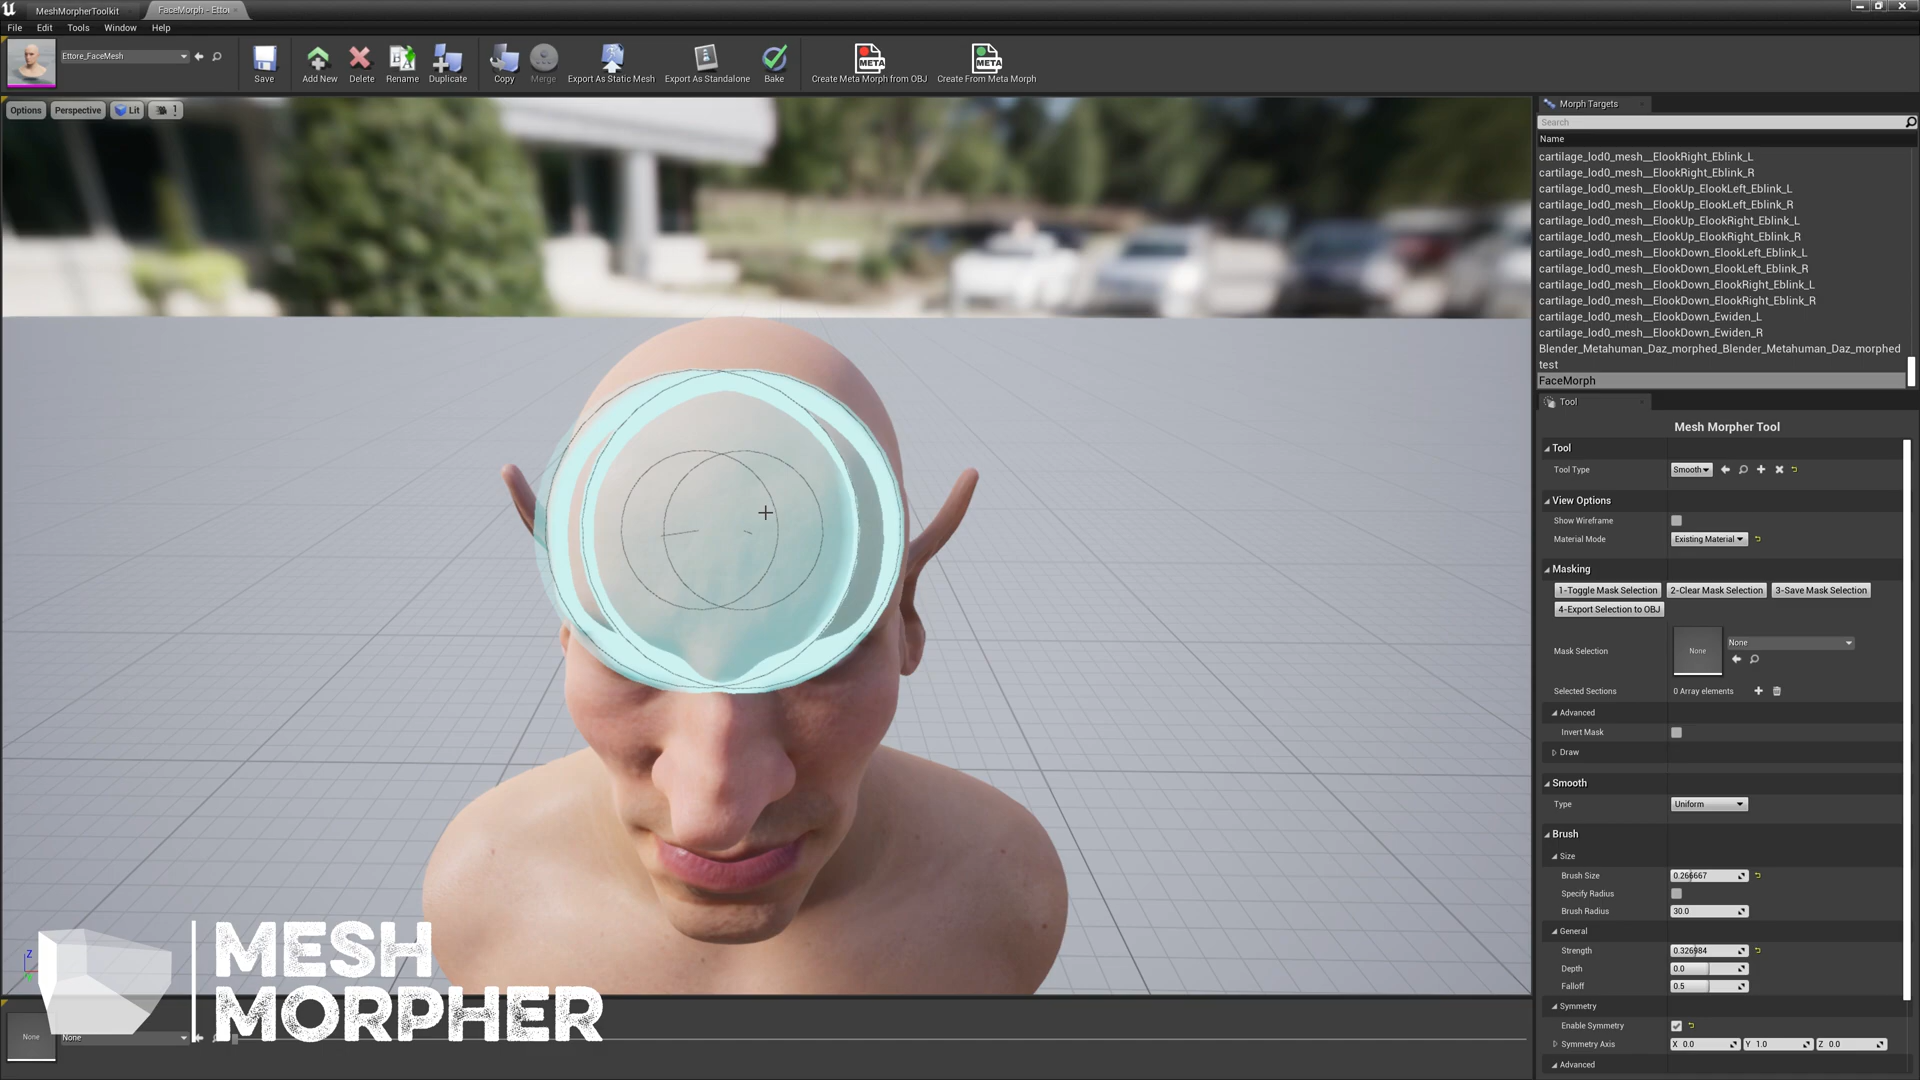 MeshMorpherToolkit
FaceMorph - Ettor
File Edit Tools Window Help
Ettore_FaceMesh
Save
Add New
Delete
Rename
Duplicate
Copy
Merge
Export As Static Mesh
Export As Standalone
Bake
META
Create Meta Morph from OBJ
META
Create From Meta Morph
Options
Perspective
Lit
1
Morph Targets
Search
Name
cartilage_lod0_mesh__ElookRight_Eblink_L
cartilage_lod0_mesh__ElookRight_Eblink_R
cartilage_lod0_mesh__ElookUp_ElookLeft_Eblink_L
cartilage_lod0_mesh__ElookUp_ElookLeft_Eblink_R
cartilage_lod0_mesh__ElookUp_ElookRight_Eblink_L
cartilage_lod0_mesh__ElookUp_ElookRight_Eblink_R
cartilage_lod0_mesh__ElookDown_ElookLeft_Eblink_L
cartilage_lod0_mesh__ElookDown_ElookLeft_Eblink_R
cartilage_lod0_mesh__ElookDown_ElookRight_Eblink_L
cartilage_lod0_mesh__ElookDown_ElookRight_Eblink_R
cartilage_lod0_mesh__ElookDown_Ewiden_L
cartilage_lod0_mesh__ElookDown_Ewiden_R
Blender_Metahuman_Daz_morphed_Blender_Metahuman_Daz_morphed
test
FaceMorph
Tool
Mesh Morpher Tool
Tool
Tool Type Smooth
View Options
Show Wireframe
Material Mode Existing Material
Masking
1-Toggle Mask Selection 2-Clear Mask Selection 3-Save Mask Selection
4-Export Selection to OBJ
Mask Selection None None
Selected Sections 0 Array elements
Advanced
Invert Mask
Draw
Smooth
Type Uniform
Brush
Size
Brush Size 0.266667
Specify Radius
Brush Radius 30.0
General
Strength 0.326984
Depth 0.0
Falloff 0.5
Symmetry
Enable Symmetry
Symmetry Axis X 0.0 Y 1.0 Z 0.0
Advanced
Z
MESH
MORPHER
None
None